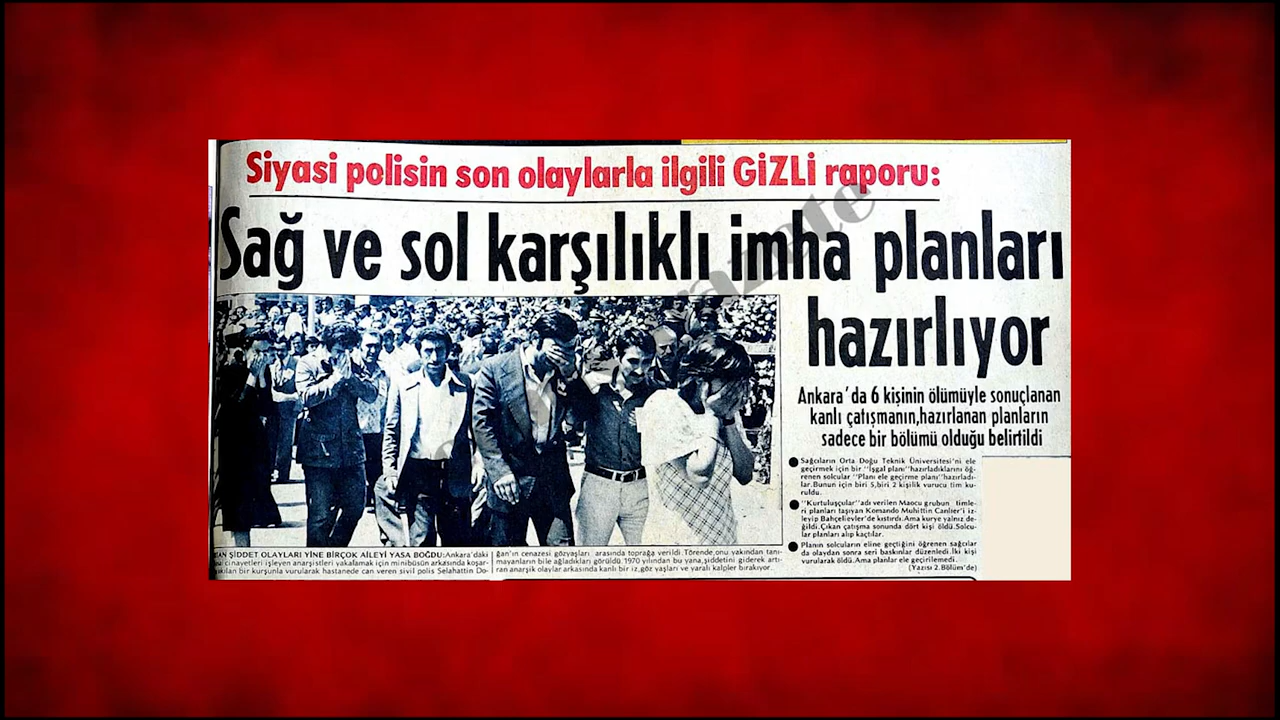 Siyasi polisin son olaylarla ilgili GİZLİ raporu:
Sağ ve sol karşılıklı imha planları
hazırlıyor
Ankara'da 6 kişinin ölümüyle sonuçlanan
kanlı çatışmanın,hazırlanan planların
sadece bir bölümü olduğu belirtildi
● Sağcıların Orta Doğu Teknik Üniversitesi'ni ele
geçirmek için bir "İşgal planı"hazırladıklarını öğ-
renen solcular "Planı ele geçirme planı"hazırladı-
lar.Bunun için biri 5,biri 2 kişilik vurucu tim ku-
ruldu.
● "Kurtuluşçular"adı verilen Maocu grubun timle-
ri planları taşıyan Komando Muhittin Canlıer'i iz-
leyip Bahçelievler'de kıstırdı.Ama kurye yalnız de-
ğildi.Çıkan çatışma sonunda dört kişi öldü.Solcu-
lar planları alıp kaçtılar.
● Planın solcuların eline geçtiğini öğrenen sağcılar
da olaydan sonra seri baskınlar düzenledi.İki kişi
vurularak öldü.Ama planlar ele geçirilemedi.
(Yazısı 2.Bölüm'de)
ŞİDDET OLAYLARI YİNE BİRÇOK AİLEYİ YASA BOĞDU:Ankara'daki
cinayetleri işleyen anarşistleri yakalamak için minibüsün arkasında koşar-
bir kurşunla vurularak hastanede can veren sivil polis Selahattin Do-
ğan'ın cenazesi gözyaşları arasında toprağa verildi.Törende,onu yakından tanı-
mayanların bile ağladıkları görüldü.1970 yılından bu yana,şiddetini giderek artı-
ran anarşik olaylar arkasında kanlı bir iz,göz yaşları ve yaralı kalpler bırakıyor..